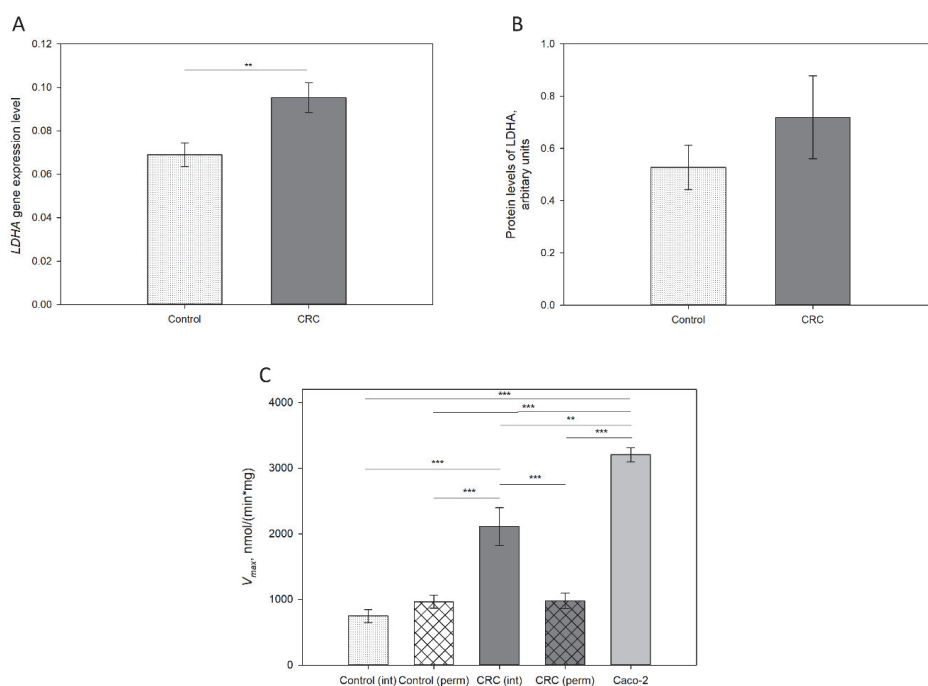 A
0.12
0.10
0.08
0.06
0.04
0.02
0.00
LDHA gene expression level
**
Control CRC
B
1.0
0.8
0.6
0.4
0.2
0.0
Protein levels of LDHA,
arbitary units
Control CRC
C
4000
3000
2000
1000
0
Vmax, nmol/(min*mg)
***
***
**
***
***
***
***
Control (int) Control (perm) CRC (int) CRC (perm) Caco-2